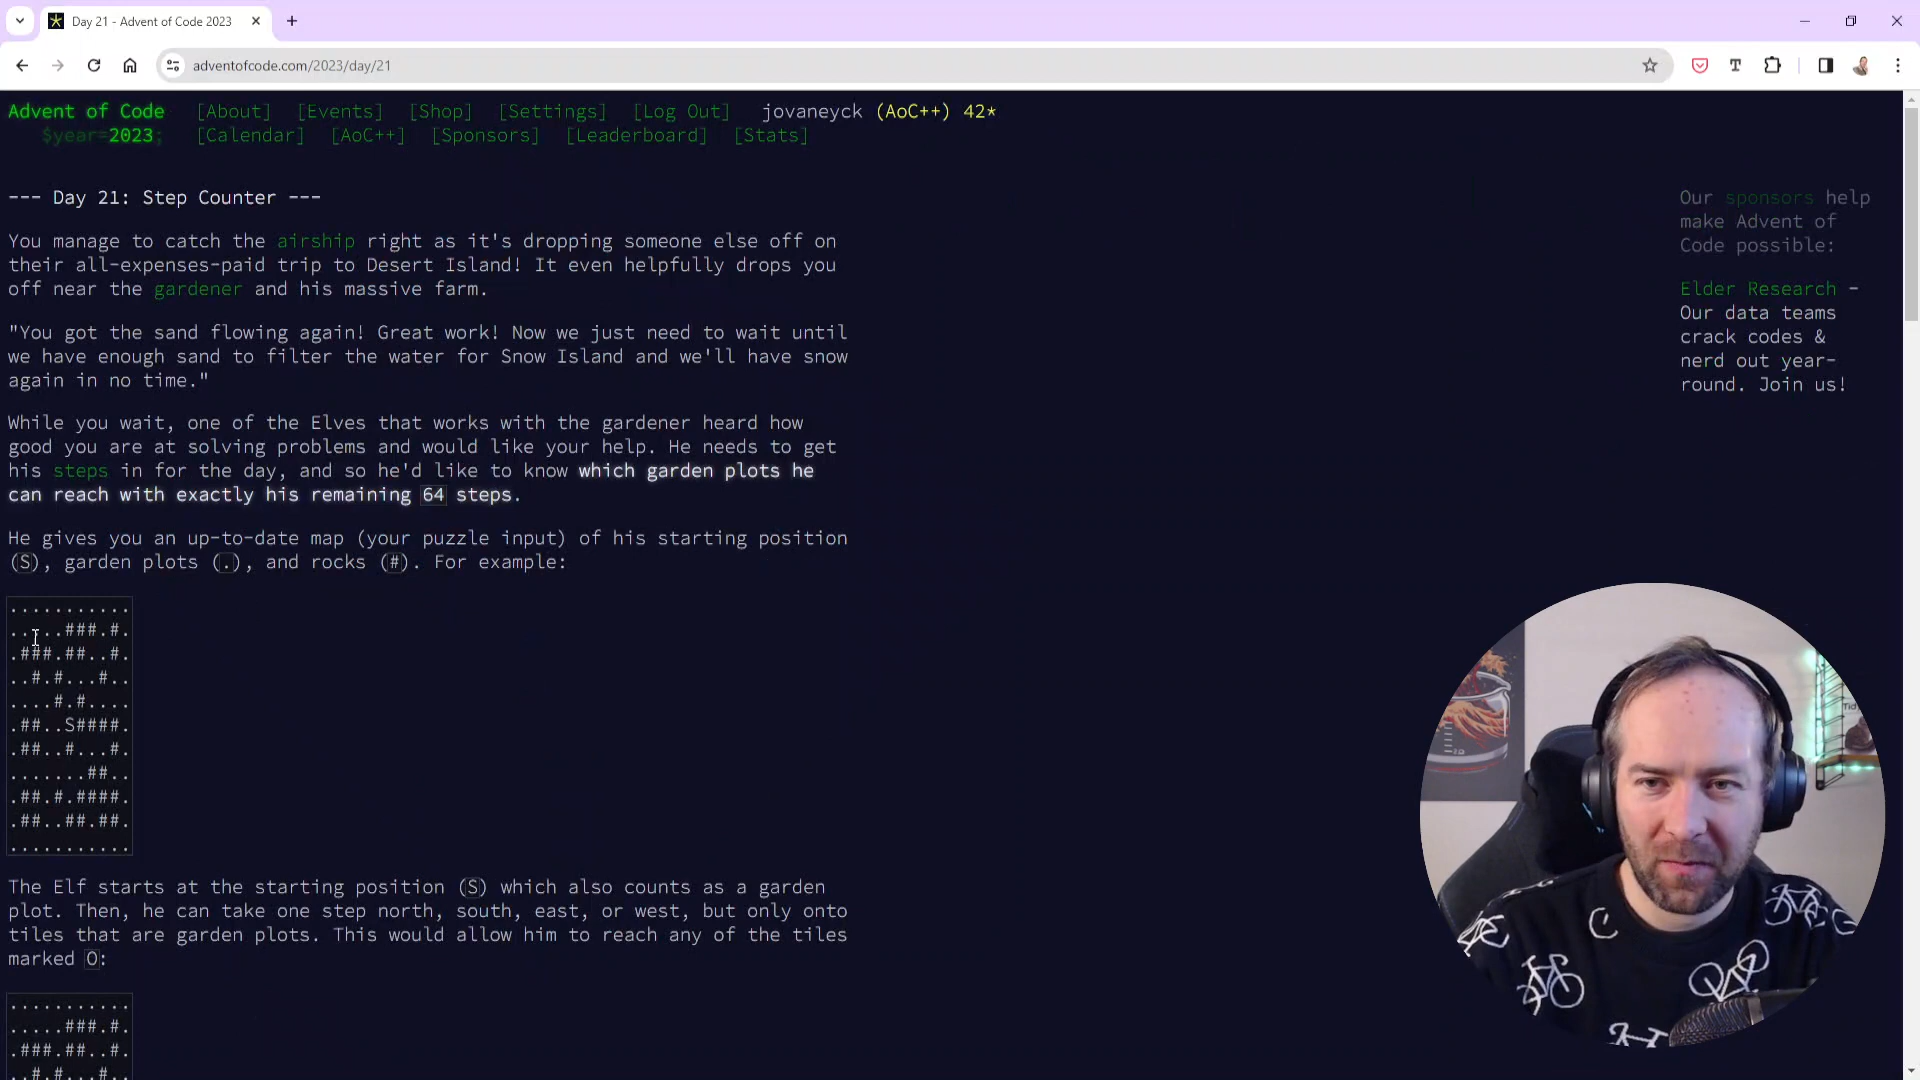 Day 21 - Advent of Code 2023
adventofcode.com/2023/day/21
Advent of Code [About] [Events] [Shop] [Settings] [Log Out] jovaneyck (AoC++) 42*
$year=2023; [Calendar] [AoC++] [Sponsors] [Leaderboard] [Stats]
--- Day 21: Step Counter ---
You manage to catch the airship right as it's dropping someone else off on
their all-expenses-paid trip to Desert Island! It even helpfully drops you
off near the gardener and his massive farm.
"You got the sand flowing again! Great work! Now we just need to wait until
we have enough sand to filter the water for Snow Island and we'll have snow
again in no time."
While you wait, one of the Elves that works with the gardener heard how
good you are at solving problems and would like your help. He needs to get
his steps in for the day, and so he'd like to know which garden plots he
can reach with exactly his remaining 64 steps.
He gives you an up-to-date map (your puzzle input) of his starting position
(S), garden plots (.), and rocks (#). For example:
...........
.....###.#.
.###.##..#.
..#.#...#..
....#.#....
.##..S####.
.##..#...#.
.......##..
.##.#.####.
.##..##.##.
...........
The Elf starts at the starting position (S) which also counts as a garden
plot. Then, he can take one step north, south, east, or west, but only onto
tiles that are garden plots. This would allow him to reach any of the tiles
marked O:
...........
.....###.#.
.###.##..#.
..#.#...#..
Our sponsors help
make Advent of
Code possible:
Elder Research -
Our data teams
crack codes &
nerd out year-
round. Join us!